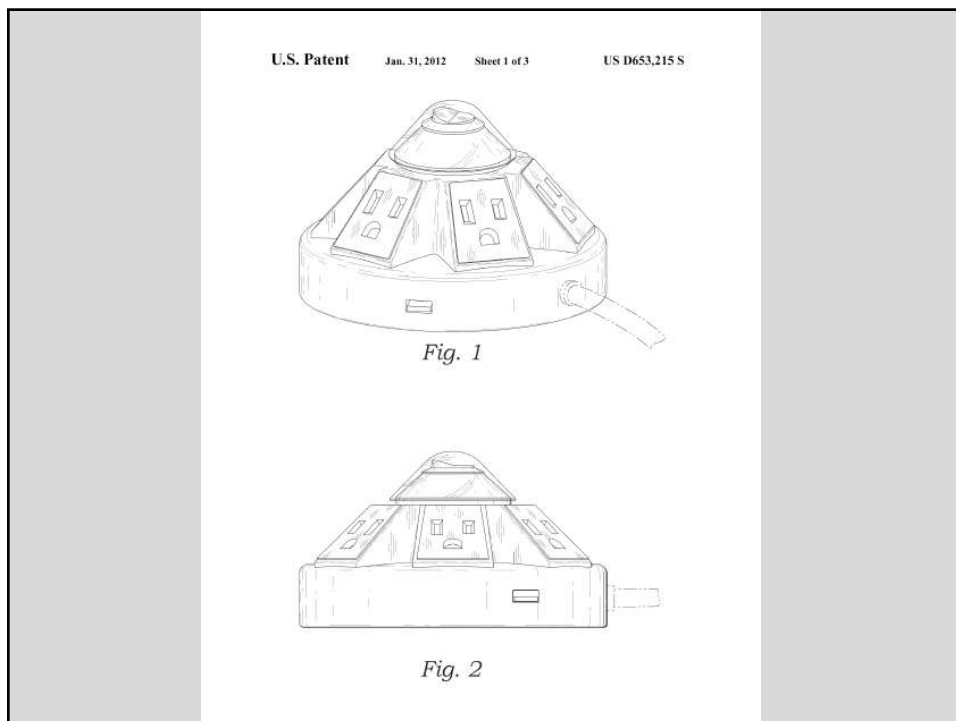 U.S. Patent Jan. 31, 2012 Sheet 1 of 3 US D653,215 S
Fig. 1
Fig. 2